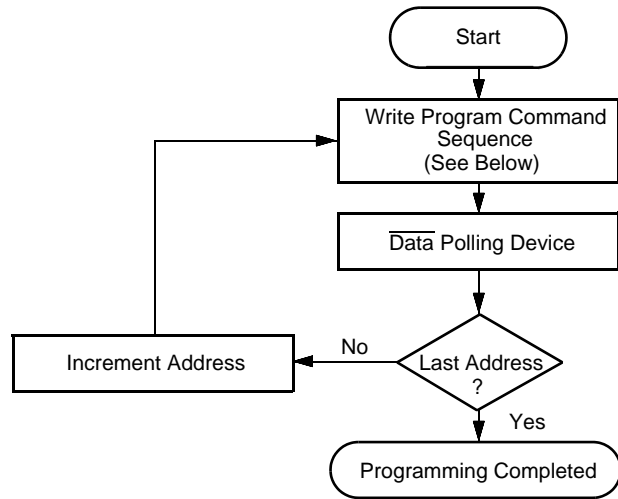 Start
Write Program Command
Sequence
(See Below)
Data Polling Device
No
Increment Address
Last Address
?
Yes
Programming Completed